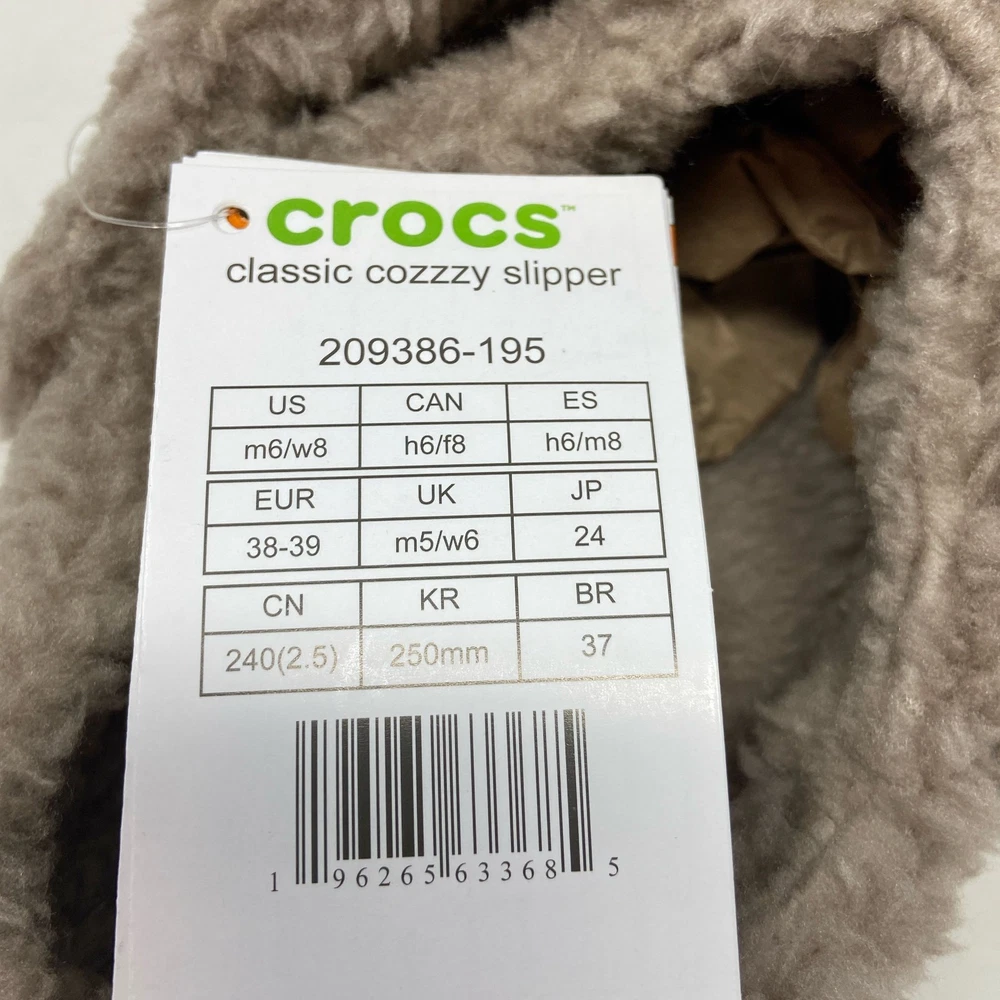 crocs™
classic cozzzy slipper
209386-195
US CAN ES
m6/w8 h6/f8 h6/m8
EUR UK JP
38-39 m5/w6 24
CN KR BR
240(2.5) 250mm 37
1 96265 63368 5